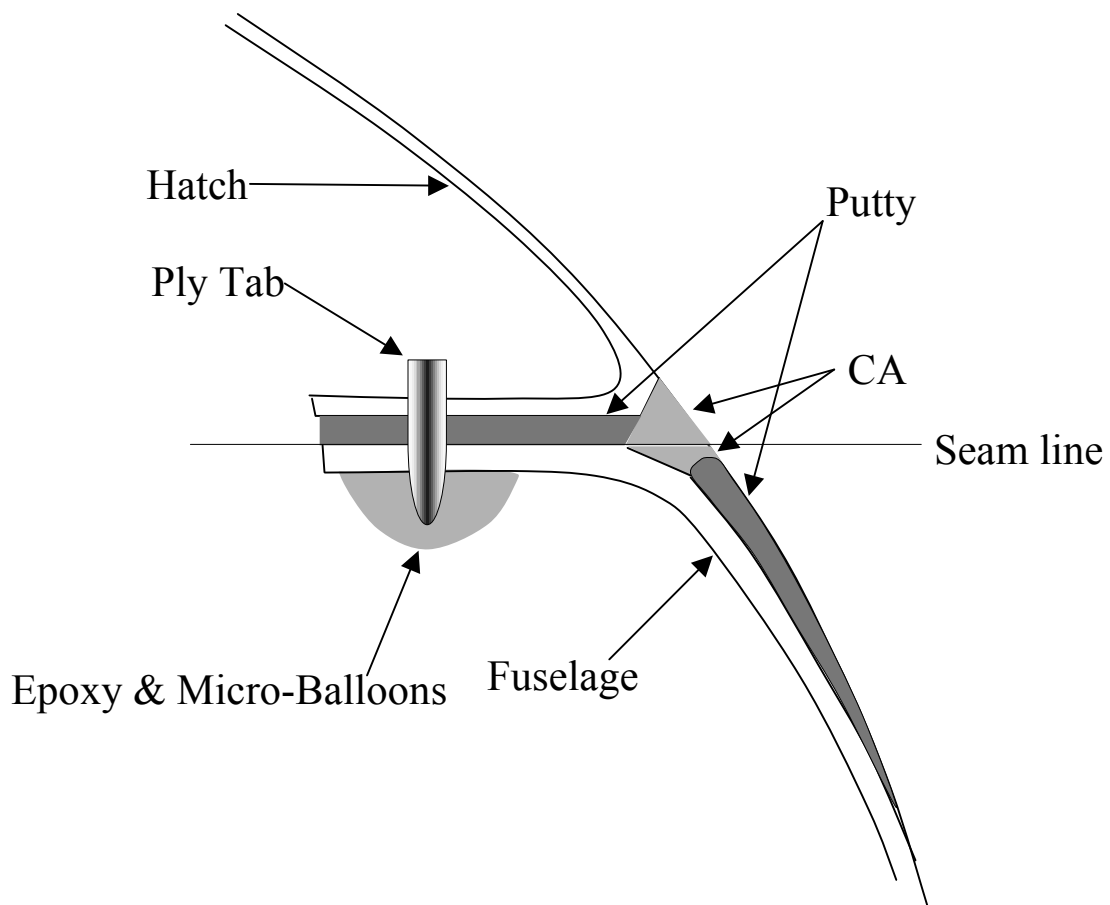 Hatch
Putty
Ply Tab
CA
Seam line
Epoxy & Micro-Balloons
Fuselage